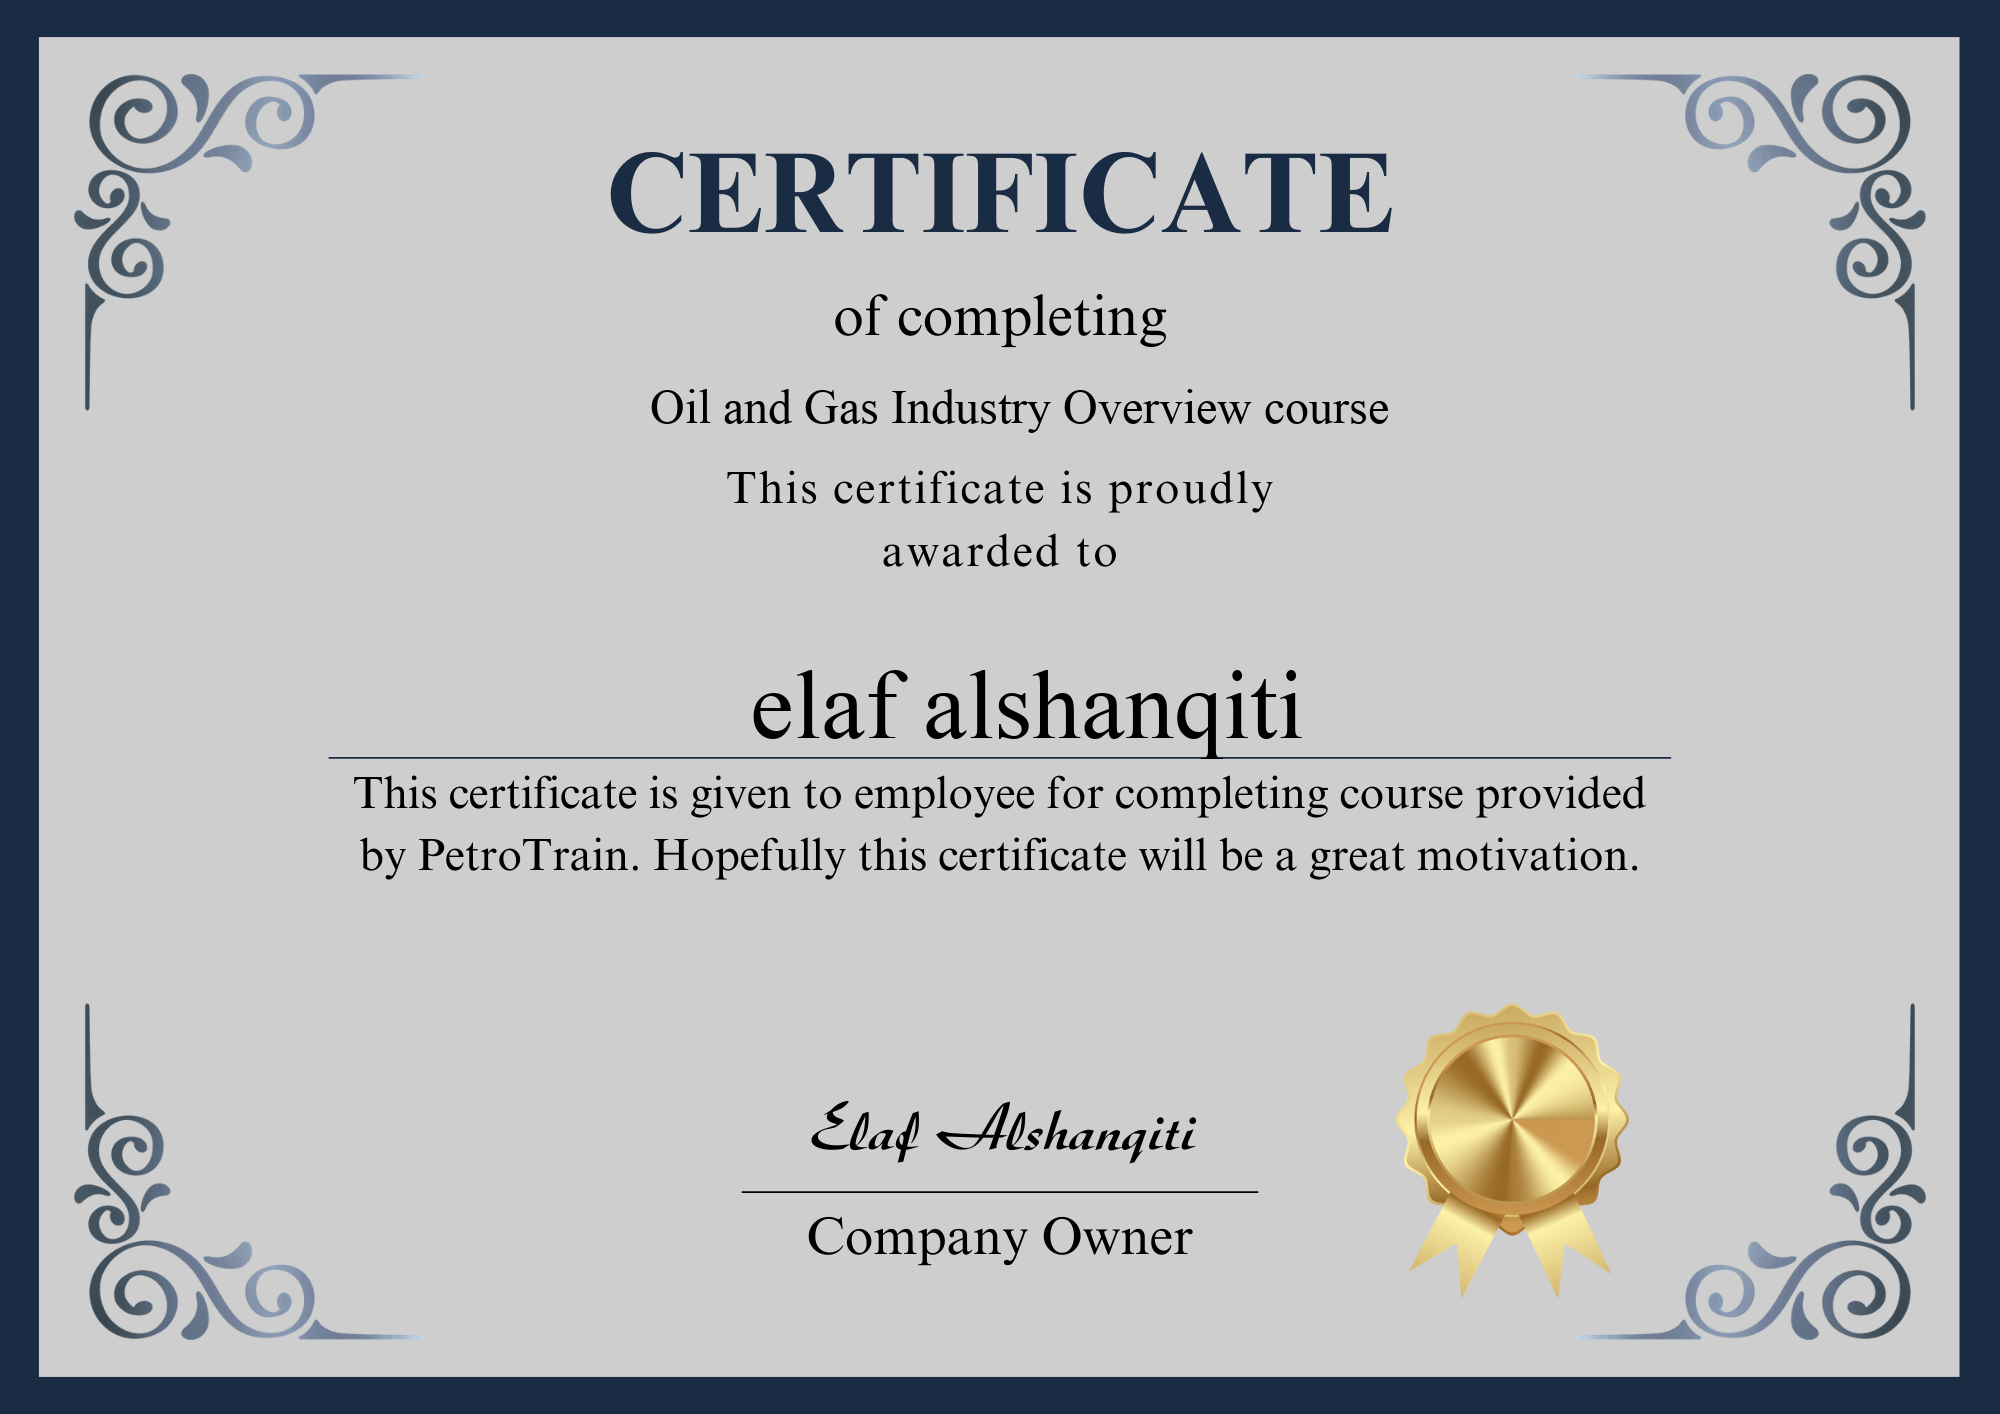 CERTIFICATE
of completing
Oil and Gas Industry Overview course
This certificate is proudly
awarded to
elaf alshanqiti
This certificate is given to employee for completing course provided
by PetroTrain. Hopefully this certificate will be a great motivation.
Elaf Alshanqiti
Company Owner